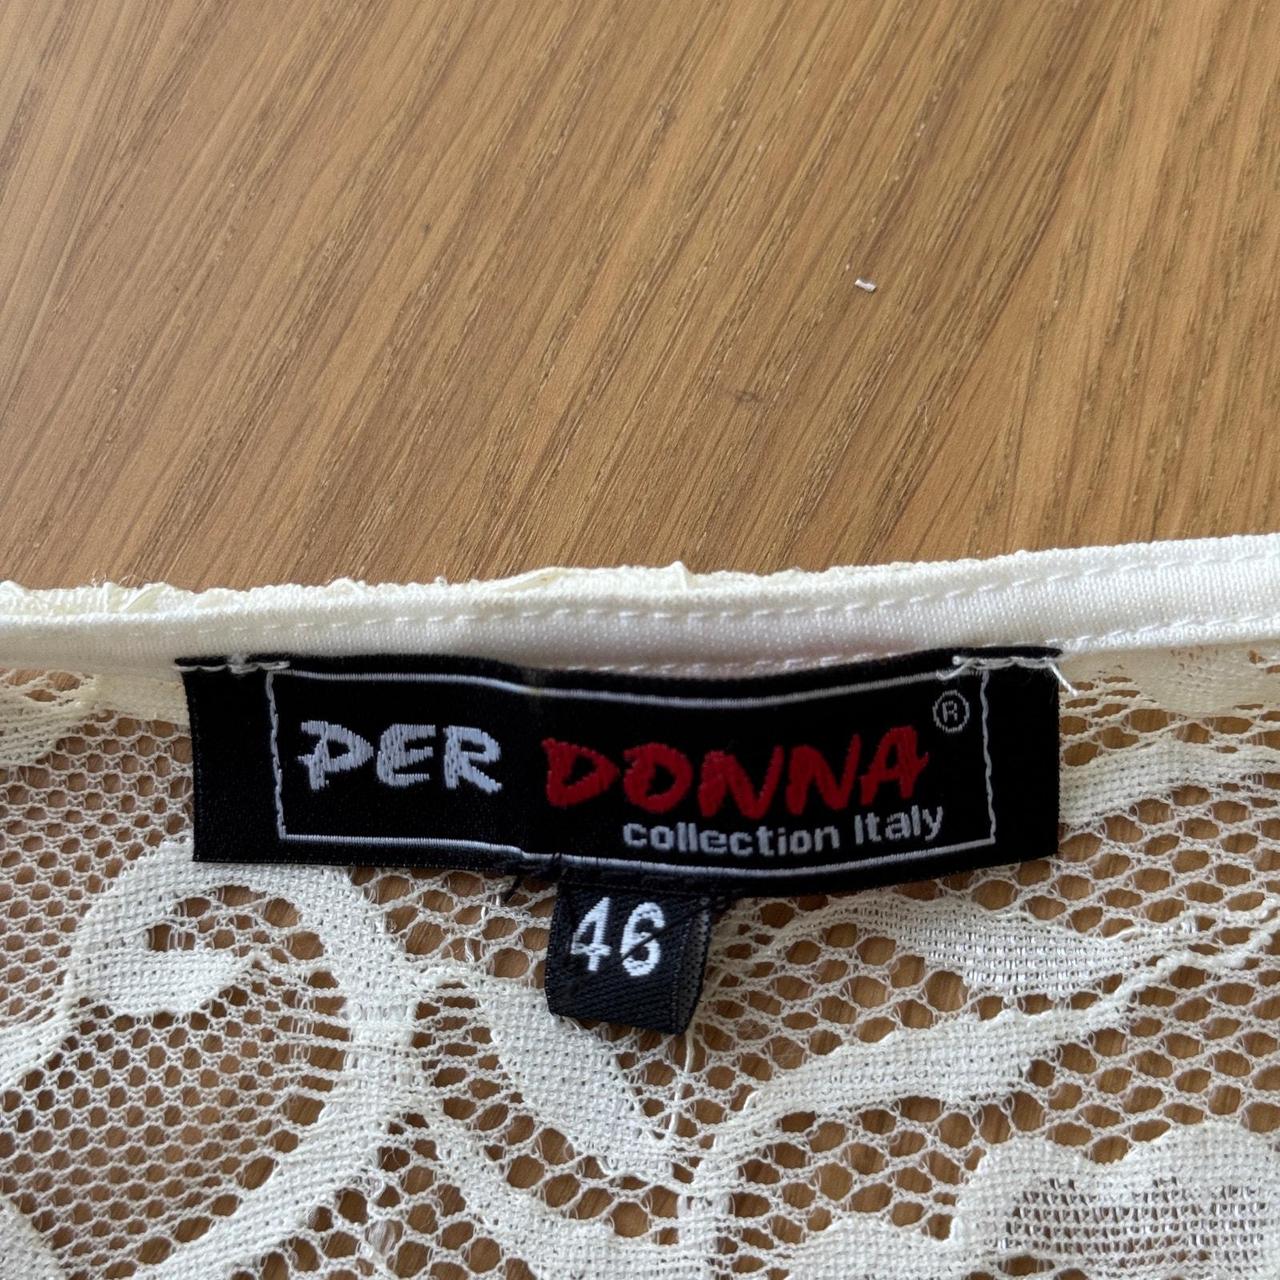 PER DONNA ®
collection Italy
46